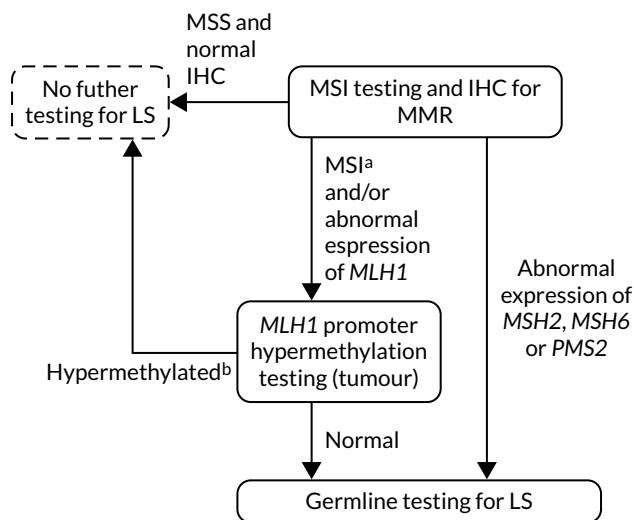 MSS and
normal
IHC
No futher
testing for LS
MSI testing and IHC for
MMR
MSIᵃ
and/or
abnormal
espression
of MLH1
Abnormal
expression of
MSH2, MSH6
or PMS2
MLH1 promoter
hypermethylation
testing (tumour)
Hypermethylatedᵇ
Normal
Germline testing for LS